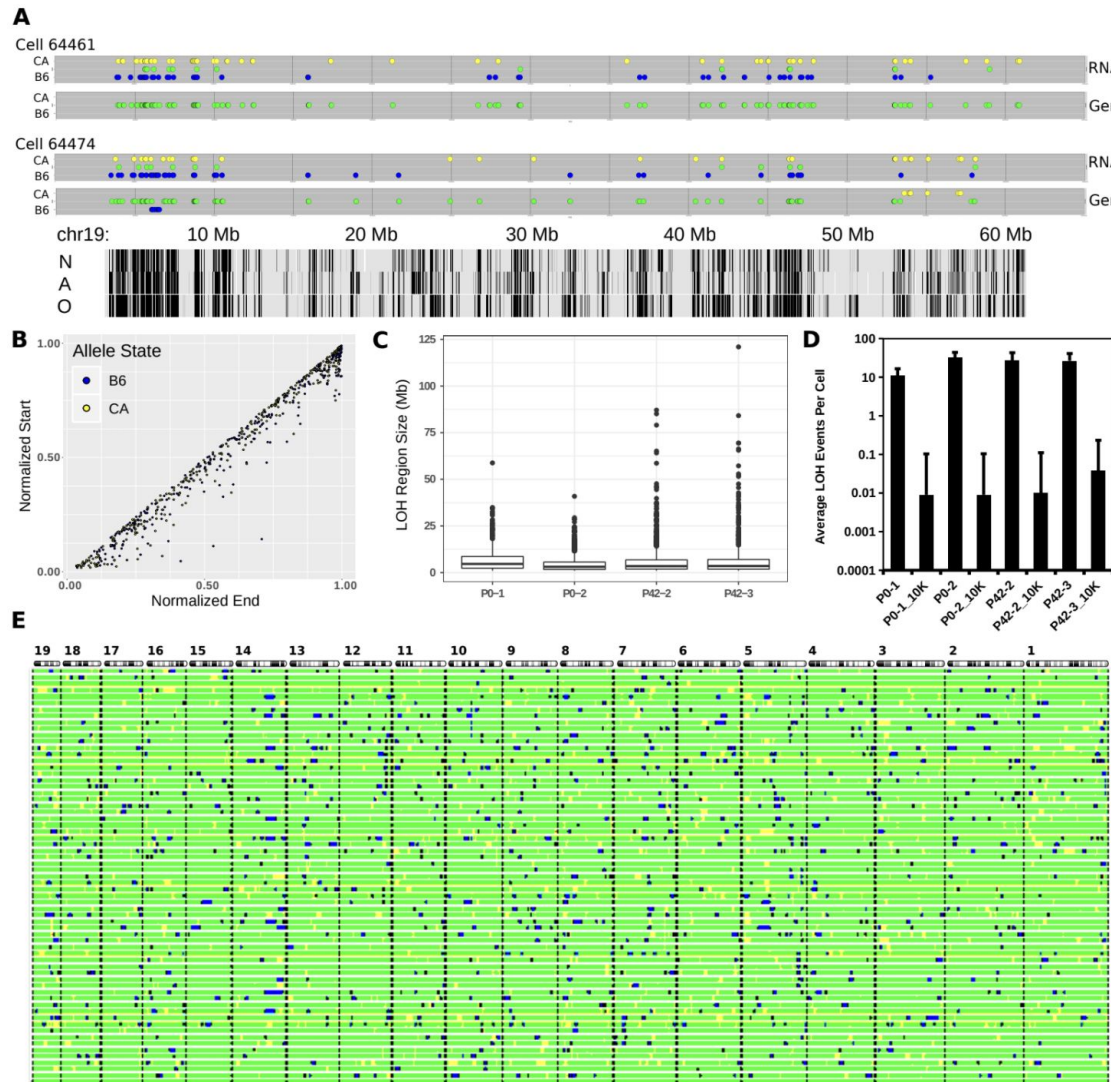 A
Cell 64461
CA
B6
RNA
CA
B6
Cell 64474
CA
B6
RNA
CA
B6
chr19: 10 Mb 20 Mb 30 Mb 40 Mb 50 Mb 60 Mb
N
A
O
B
1.00
0.50
0.00
Normalized Start
Allele State
B6
CA
0.00 0.50 1.00
Normalized End
C
125
100
75
50
25
0
LOH Region Size (Mb)
P0-1 P0-2 P42-2 P42-3
D
100
10
1
0.1
0.01
0.001
0.0001
Average LOH Events Per Cell
P0-1 P0-1_10K P0-2 P0-2_10K P42-2 P42-2_10K P42-3 P42-3_10K
E
19 18 17 16 15 14 13 12 11 10 9 8 7 6 5 4 3 2 1